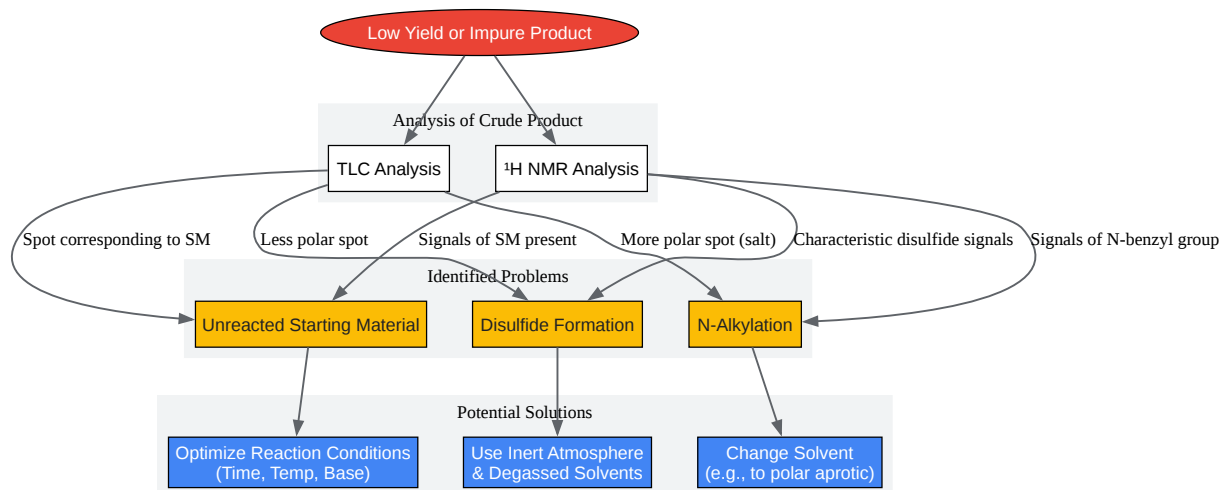 Low Yield or Impure Product
Analysis of Crude Product
TLC Analysis
¹H NMR Analysis
Spot corresponding to SM
Less polar spot
Signals of SM present
More polar spot (salt)
Characteristic disulfide signals
Signals of N-benzyl group
Identified Problems
Unreacted Starting Material
Disulfide Formation
N-Alkylation
Potential Solutions
Optimize Reaction Conditions
(Time, Temp, Base)
Use Inert Atmosphere
& Degassed Solvents
Change Solvent
(e.g., to polar aprotic)